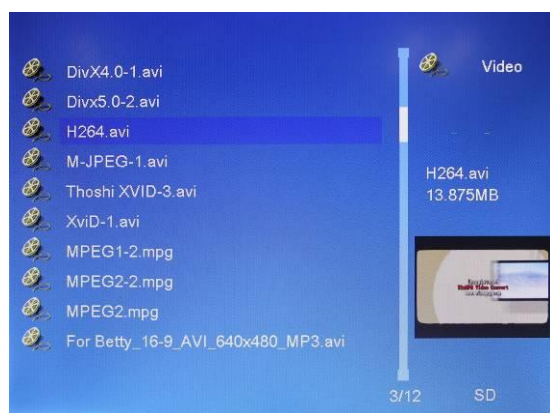 DivX4.0-1.avi
Divx5.0-2.avi
H264.avi
M-JPEG-1.avi
Thoshi XVID-3.avi
XviD-1.avi
MPEG1-2.mpg
MPEG2-2.mpg
MPEG2.mpg
For Betty_16-9_AVI_640x480_MP3.avi
Video
H264.avi
13.875MB
3/12 SD